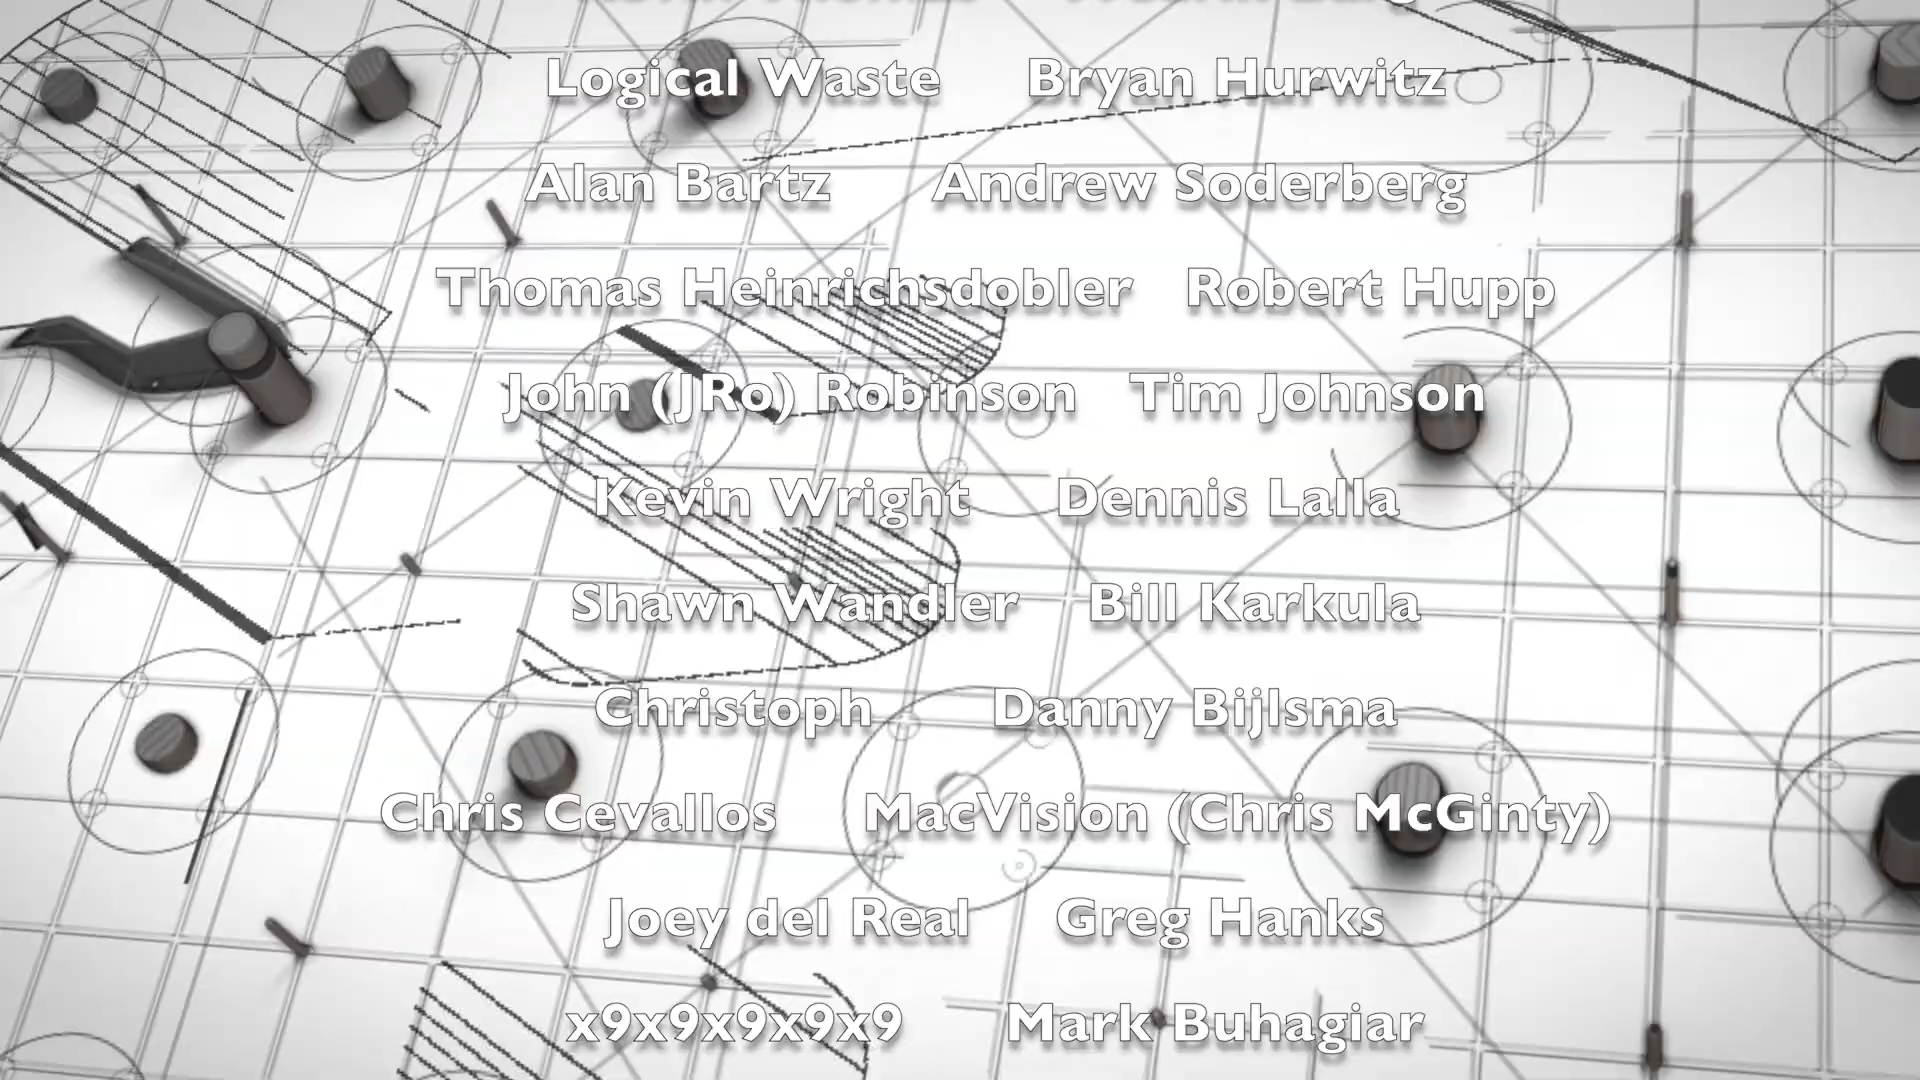 Logical Waste Bryan Hurwitz
Alan Bartz Andrew Soderberg
Thomas Heinrichsdobler Robert Hupp
John (JRo) Robinson Tim Johnson
Kevin Wright Dennis Lalla
Shawn Wandler Bill Karkula
Christoph Danny Bijlsma
Chris Cevallos MacVision (Chris McGinty)
Joey del Real Greg Hanks
x9x9x9x9x9 Mark Buhagiar